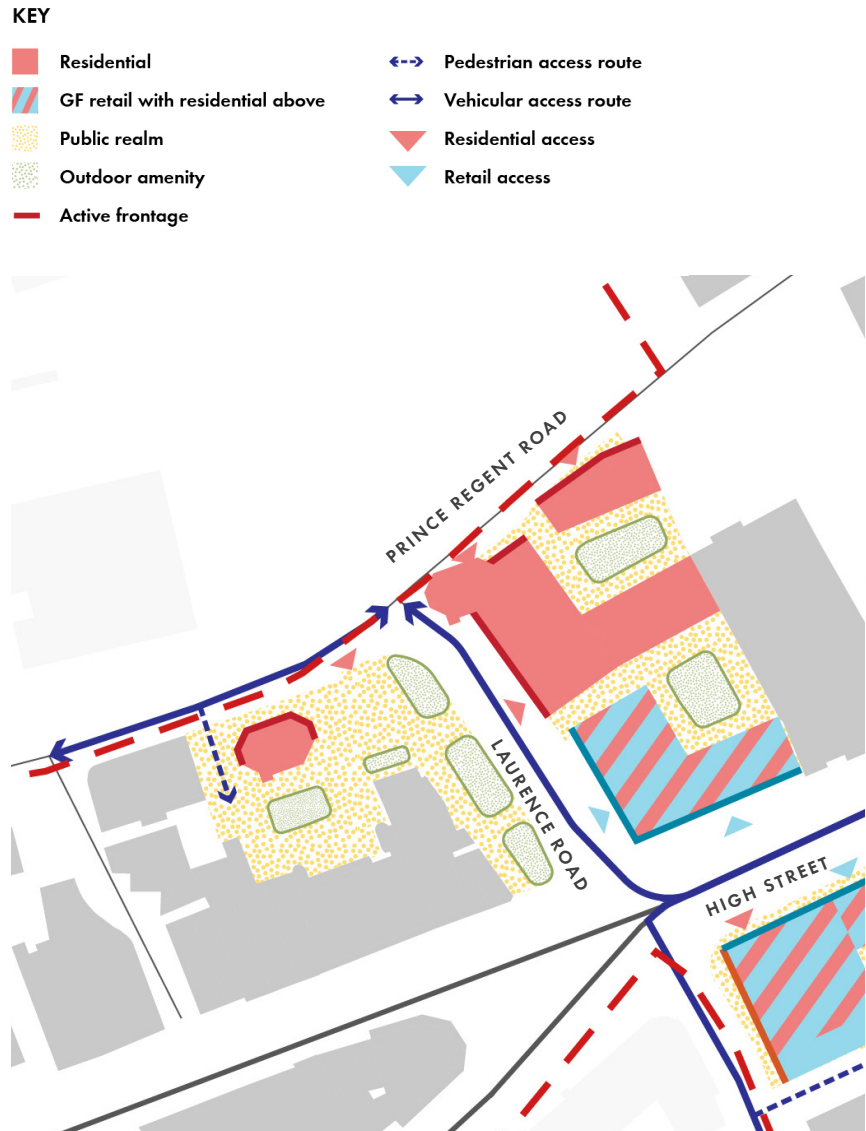 KEY
Residential
GF retail with residential above
Public realm
Outdoor amenity
Active frontage
Pedestrian access route
Vehicular access route
Residential access
Retail access
PRINCE REGENT ROAD
LAURENCE ROAD
HIGH STREET